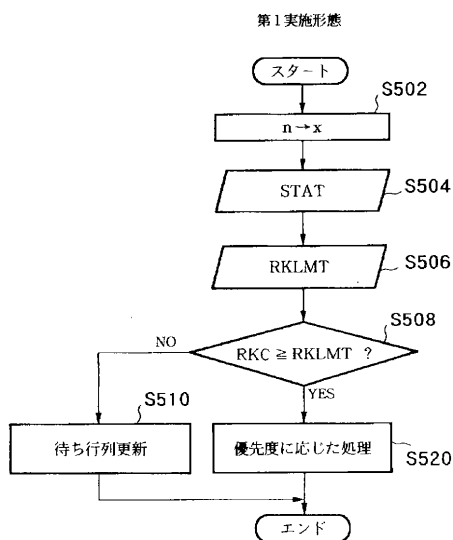 第1実施形態
スタート
S502
n→x
STAT
S504
RKLMT
S506
S508
NO
RKC ≧ RKLMT ?
YES
S510
待ち行列更新
優先度に応じた処理
S520
エンド